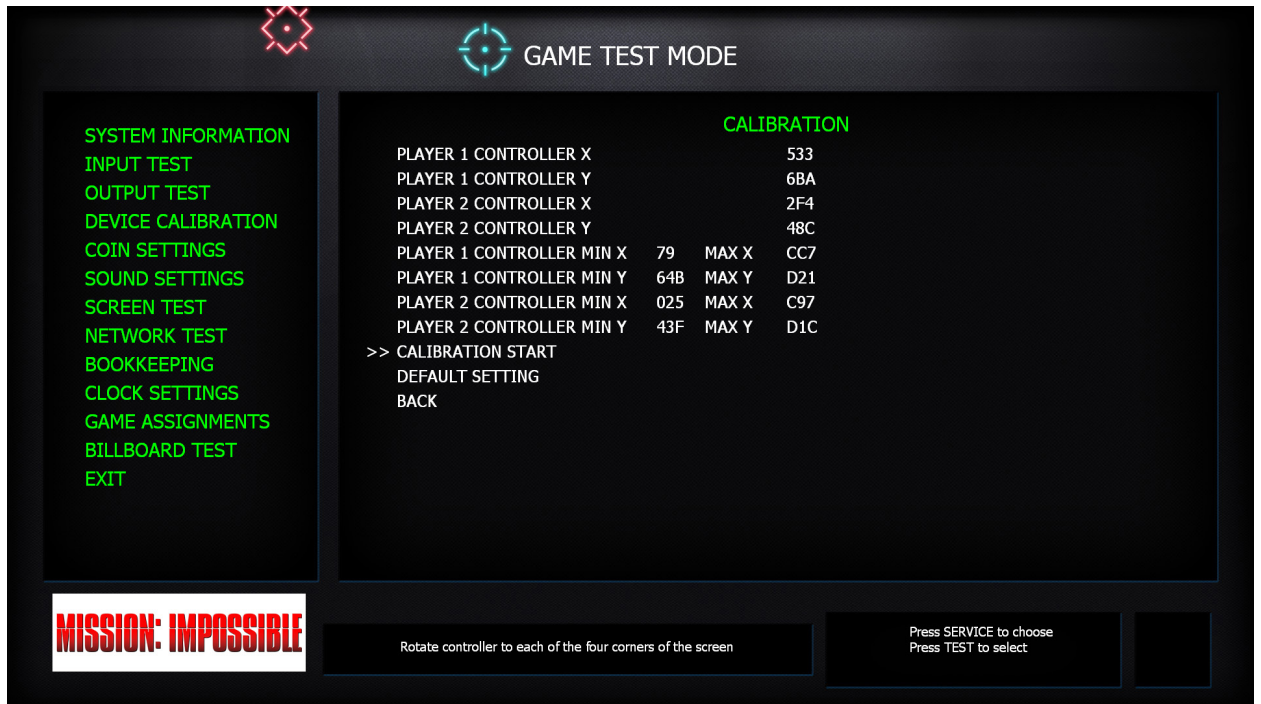 GAME TEST MODE
SYSTEM INFORMATION
INPUT TEST
OUTPUT TEST
DEVICE CALIBRATION
COIN SETTINGS
SOUND SETTINGS
SCREEN TEST
NETWORK TEST
BOOKKEEPING
CLOCK SETTINGS
GAME ASSIGNMENTS
BILLBOARD TEST
EXIT
CALIBRATION
PLAYER 1 CONTROLLER X 533
PLAYER 1 CONTROLLER Y 6BA
PLAYER 2 CONTROLLER X 2F4
PLAYER 2 CONTROLLER Y 48C
PLAYER 1 CONTROLLER MIN X 79 MAX X CC7
PLAYER 1 CONTROLLER MIN Y 64B MAX Y D21
PLAYER 2 CONTROLLER MIN X 025 MAX X C97
PLAYER 2 CONTROLLER MIN Y 43F MAX Y D1C
>> CALIBRATION START
DEFAULT SETTING
BACK
MISSION: IMPOSSIBLE
Rotate controller to each of the four corners of the screen
Press SERVICE to choose
Press TEST to select